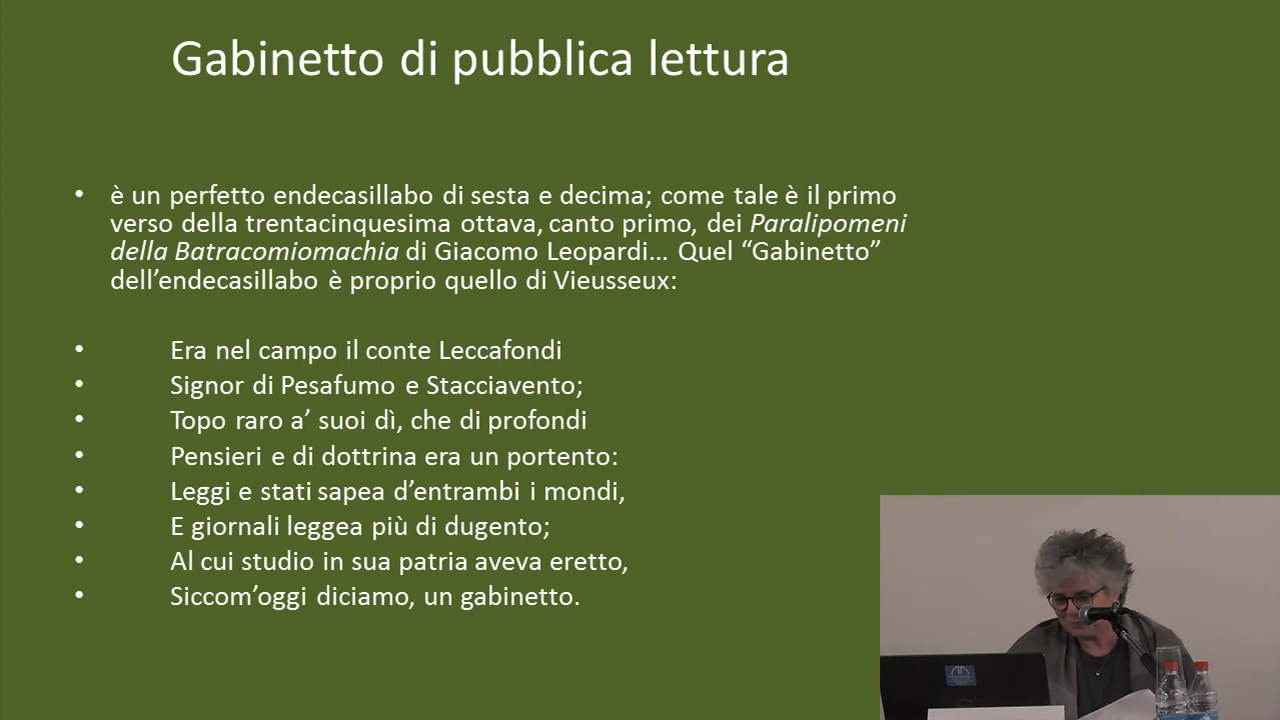 Gabinetto di pubblica lettura
• è un perfetto endecasillabo di sesta e decima; come tale è il primo
verso della trentacinquesima ottava, canto primo, dei Paralipomeni
della Batracomiomachia di Giacomo Leopardi… Quel “Gabinetto”
dell’endecasillabo è proprio quello di Vieusseux:
• Era nel campo il conte Leccafondi
• Signor di Pesafumo e Stacciavento;
• Topo raro a’ suoi dì, che di profondi
• Pensieri e di dottrina era un portento:
• Leggi e stati sapea d’entrambi i mondi,
• E giornali leggea più di dugento;
• Al cui studio in sua patria aveva eretto,
• Siccom’oggi diciamo, un gabinetto.